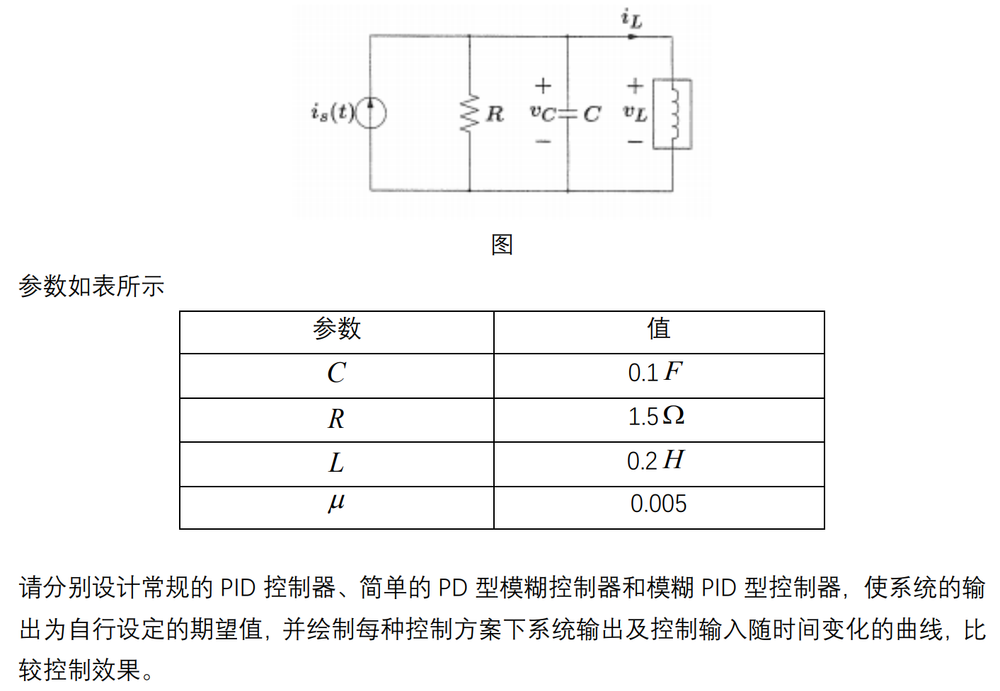 i_L
+ +
i_s(t) R v_C C v_L
− −
图
参数如表所示
参数 值
C 0.1 F
R 1.5 Ω
L 0.2 H
μ 0.005
请分别设计常规的 PID 控制器、简单的 PD 型模糊控制器和模糊 PID 型控制器, 使系统的输
出为自行设定的期望值, 并绘制每种控制方案下系统输出及控制输入随时间变化的曲线, 比
较控制效果。